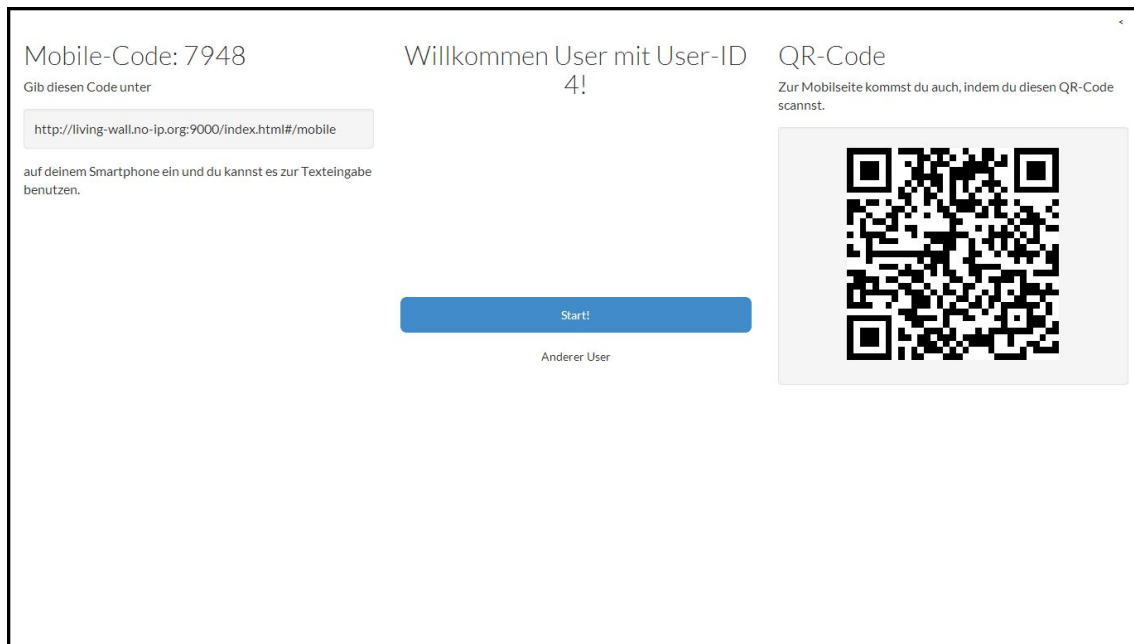 <
Mobile-Code: 7948
Gib diesen Code unter
http://living-wall.no-ip.org:9000/index.html#/mobile
auf deinem Smartphone ein und du kannst es zur Texteingabe
benutzen.
Willkommen User mit User-ID
4!
Start!
Anderer User
QR-Code
Zur Mobilseite kommst du auch, indem du diesen QR-Code
scannst.